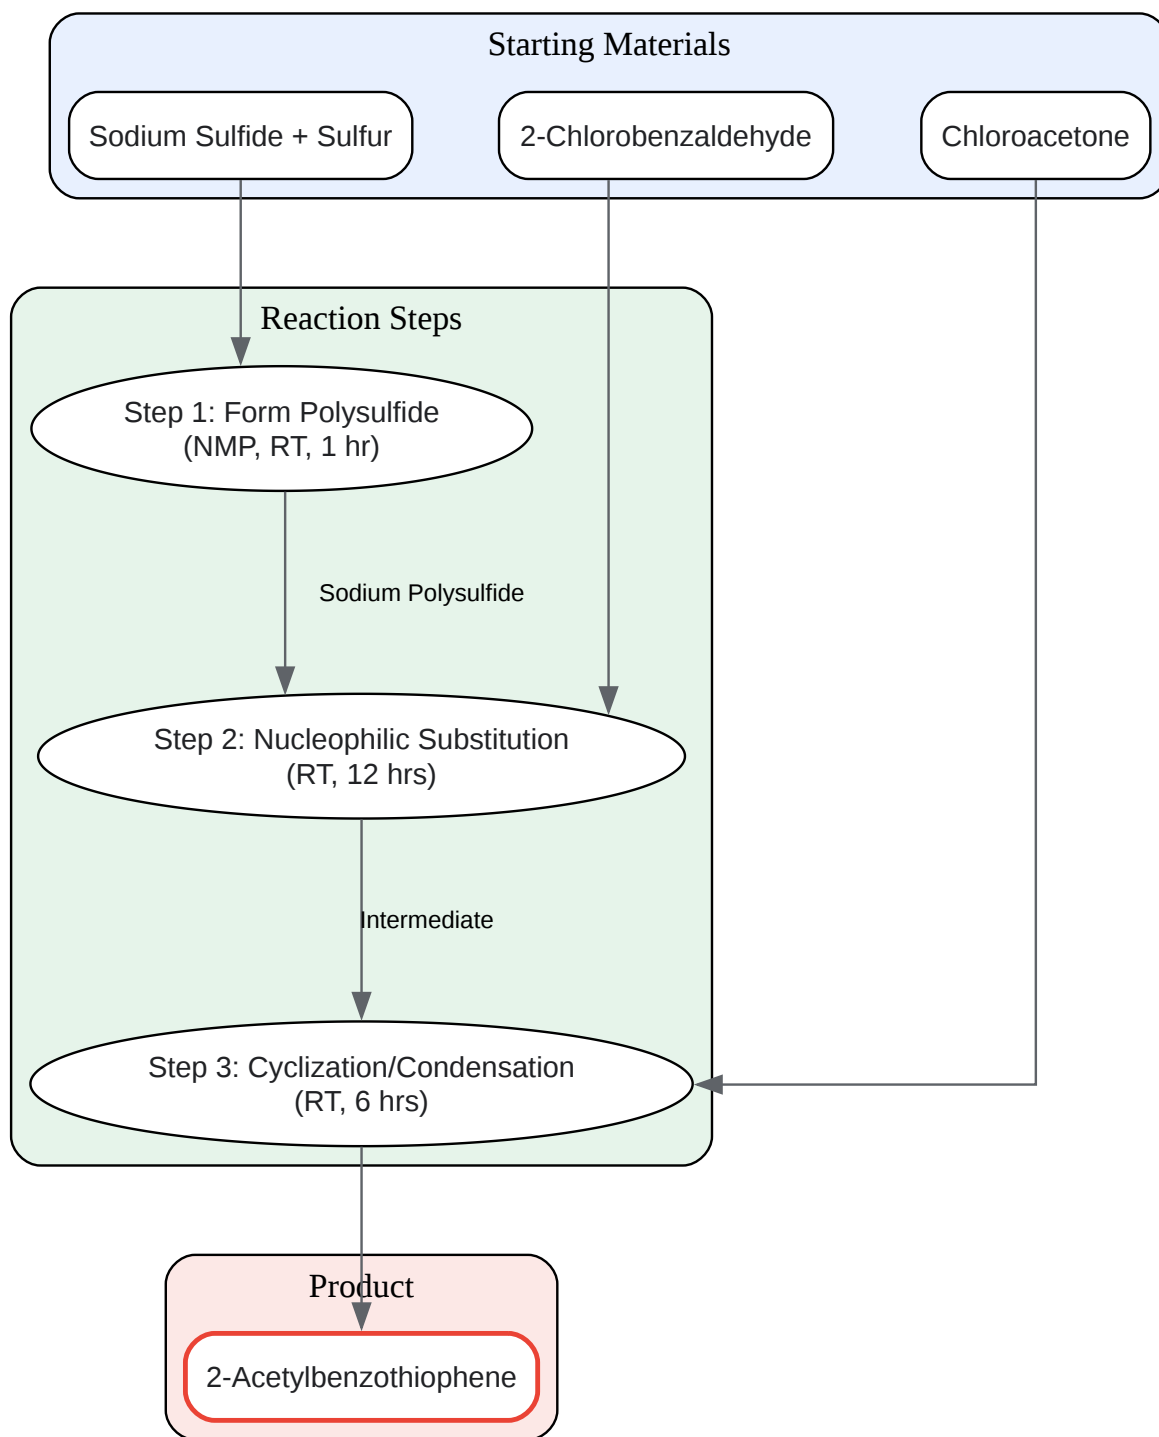 Starting Materials
Sodium Sulfide + Sulfur
2-Chlorobenzaldehyde
Chloroacetone
Reaction Steps
Step 1: Form Polysulfide
(NMP, RT, 1 hr)
Sodium Polysulfide
Step 2: Nucleophilic Substitution
(RT, 12 hrs)
Intermediate
Step 3: Cyclization/Condensation
(RT, 6 hrs)
Product
2-Acetylbenzothiophene